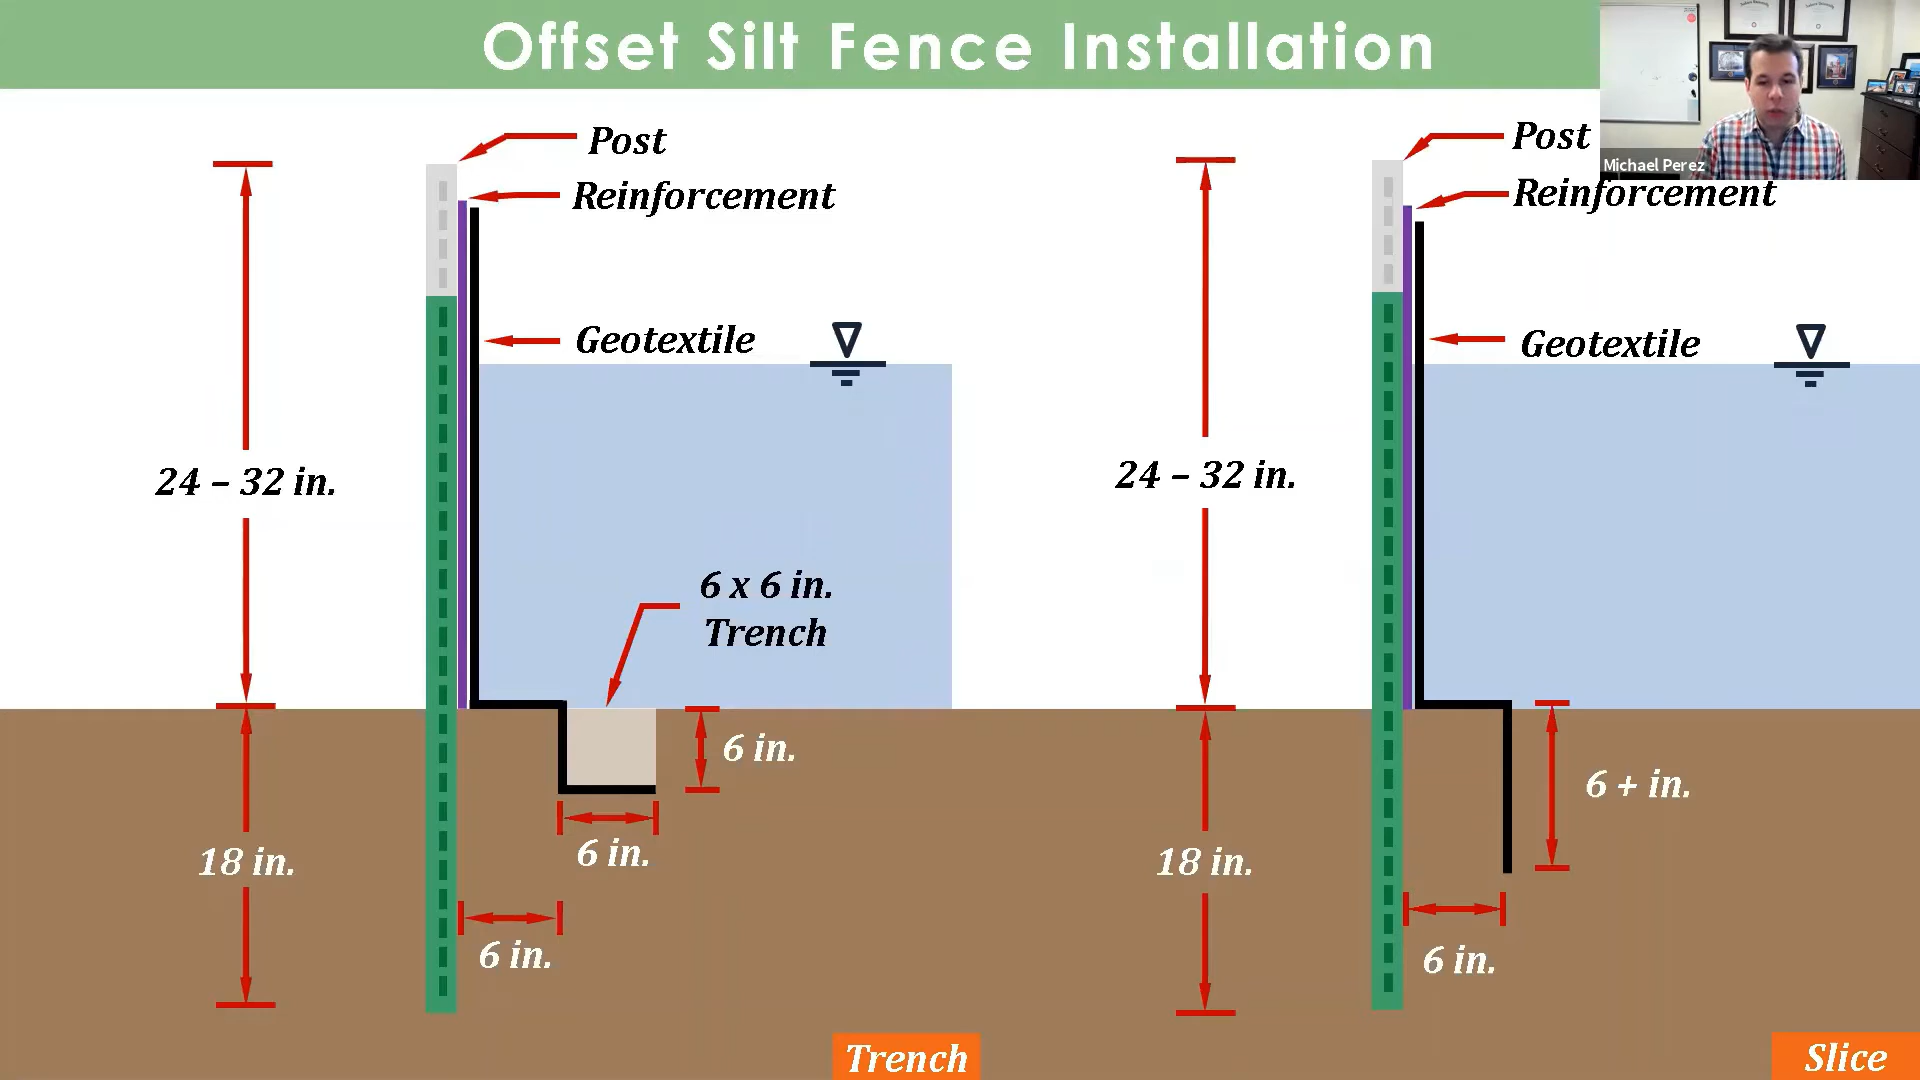 Offset Silt Fence Installation
Michael Perez
Post
Reinforcement
Geotextile
24 – 32 in.
6 x 6 in.
Trench
6 in.
6 in.
18 in.
6 in.
Trench
Post
Reinforcement
Geotextile
24 – 32 in.
6 + in.
18 in.
6 in.
Slice